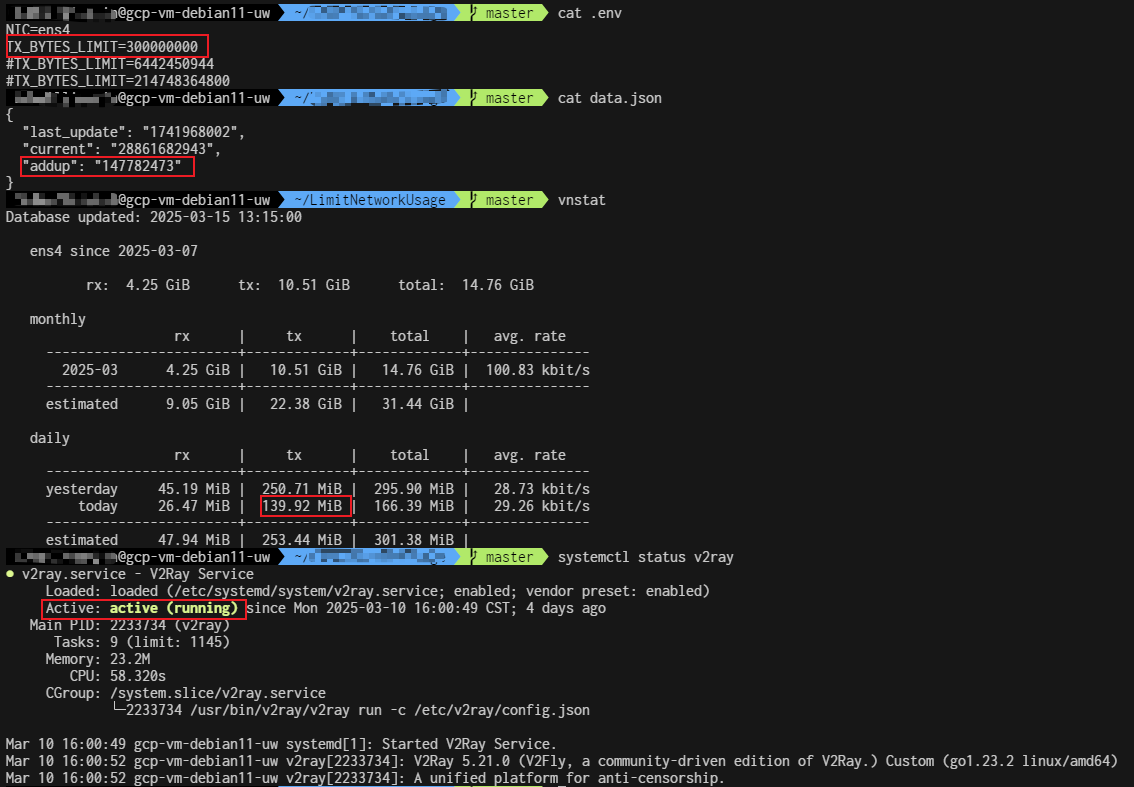 @gcp-vm-debian11-uw ~/ master cat .env
NIC=ens4
TX_BYTES_LIMIT=300000000
#TX_BYTES_LIMIT=6442450944
#TX_BYTES_LIMIT=214748364800
@gcp-vm-debian11-uw ~/ master cat data.json
{
"last_update": "1741968002",
"current": "28861682943",
"addup": "147782473"
}
@gcp-vm-debian11-uw ~/LimitNetworkUsage master vnstat
Database updated: 2025-03-15 13:15:00
ens4 since 2025-03-07
rx: 4.25 GiB tx: 10.51 GiB total: 14.76 GiB
monthly
rx | tx | total | avg. rate
------------------------+-------------+-------------+---------------
2025-03 4.25 GiB | 10.51 GiB | 14.76 GiB | 100.83 kbit/s
------------------------+-------------+-------------+---------------
estimated 9.05 GiB | 22.38 GiB | 31.44 GiB |
daily
rx | tx | total | avg. rate
------------------------+-------------+-------------+---------------
yesterday 45.19 MiB | 250.71 MiB | 295.90 MiB | 28.73 kbit/s
today 26.47 MiB | 139.92 MiB | 166.39 MiB | 29.26 kbit/s
------------------------+-------------+-------------+---------------
estimated 47.94 MiB | 253.44 MiB | 301.38 MiB |
@gcp-vm-debian11-uw ~/ master systemctl status v2ray
● v2ray.service - V2Ray Service
Loaded: loaded (/etc/systemd/system/v2ray.service; enabled; vendor preset: enabled)
Active: active (running) since Mon 2025-03-10 16:00:49 CST; 4 days ago
Main PID: 2233734 (v2ray)
Tasks: 9 (limit: 1145)
Memory: 23.2M
CPU: 58.320s
CGroup: /system.slice/v2ray.service
└─2233734 /usr/bin/v2ray/v2ray run -c /etc/v2ray/config.json
Mar 10 16:00:49 gcp-vm-debian11-uw systemd[1]: Started V2Ray Service.
Mar 10 16:00:52 gcp-vm-debian11-uw v2ray[2233734]: V2Ray 5.21.0 (V2Fly, a community-driven edition of V2Ray.) Custom (go1.23.2 linux/amd64)
Mar 10 16:00:52 gcp-vm-debian11-uw v2ray[2233734]: A unified platform for anti-censorship.